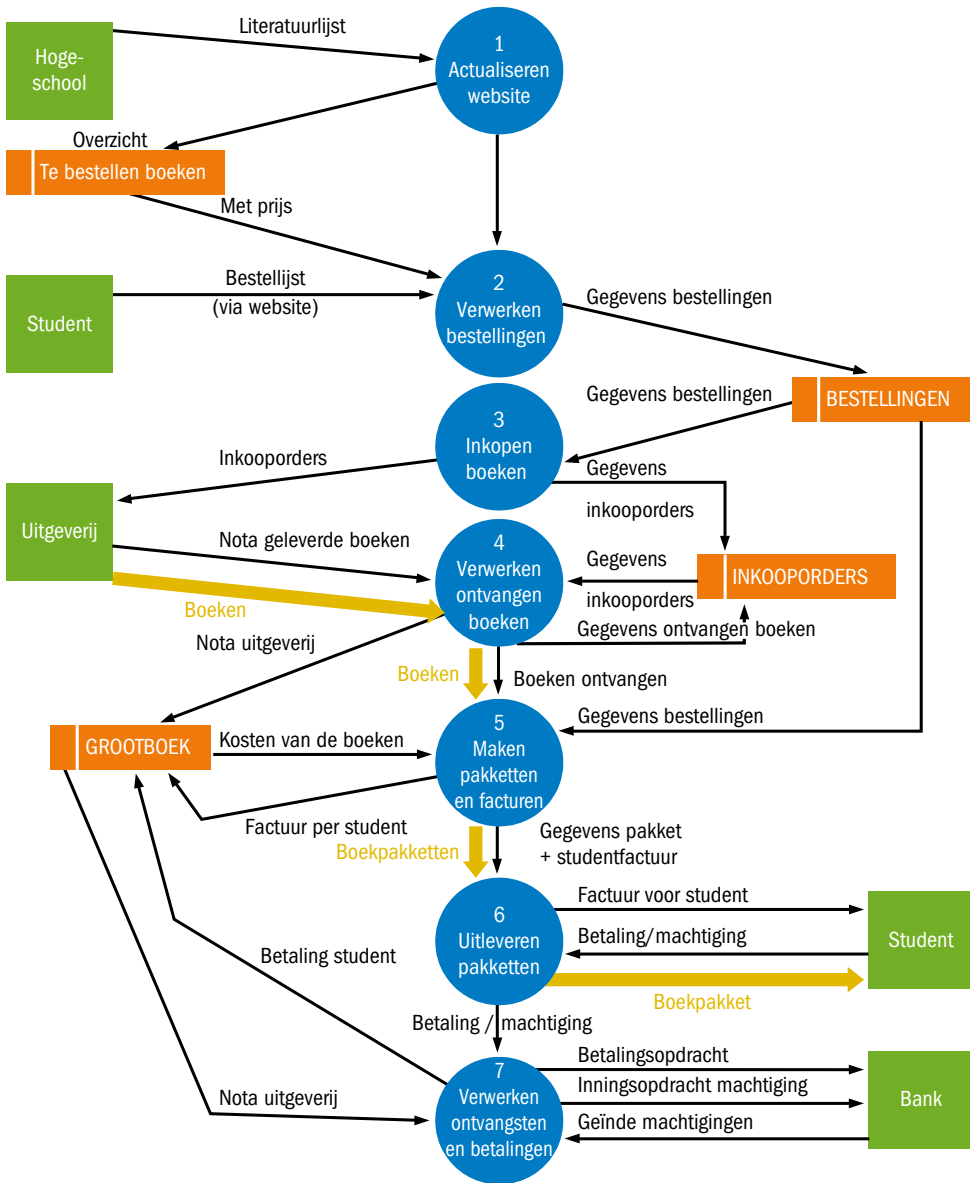 Literatuurlijst
Hoge-
school
1
Actualiseren
website
Overzicht
Te bestellen boeken
Met prijs
Bestellijst
(via website)
Student
2
Verwerken
bestellingen
Gegevens bestellingen
BESTELLINGEN
Gegevens bestellingen
3
Inkopen
boeken
Inkooporders
Gegevens
inkooporders
Uitgeverij
Nota geleverde boeken
4
Verwerken
ontvangen
boeken
Gegevens
inkooporders
INKOOPORDERS
Boeken
Gegevens ontvangen boeken
Nota uitgeverij
Boeken
Boeken ontvangen
Gegevens bestellingen
GROOTBOEK
Kosten van de boeken
5
Maken
pakketten
en facturen
Factuur per student
Boekpakketten
Gegevens pakket
+ studentfactuur
6
Uitleveren
pakketten
Factuur voor student
Betaling/machtiging
Student
Boekpakket
Betaling student
Betaling / machtiging
7
Verwerken
ontvangsten
en betalingen
Betalingsopdracht
Inningsopdracht machtiging
Geïnde machtigingen
Bank
Nota uitgeverij